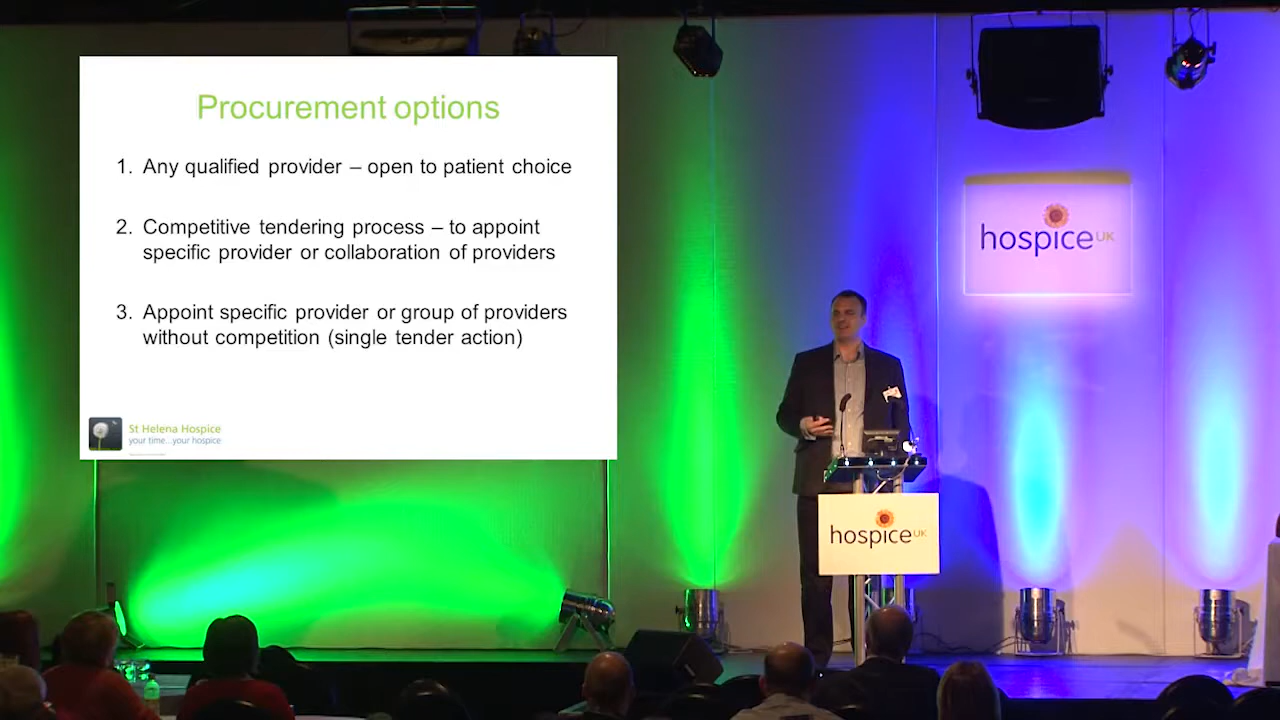 Procurement options
1. Any qualified provider – open to patient choice
2. Competitive tendering process – to appoint
specific provider or collaboration of providers
3. Appoint specific provider or group of providers
without competition (single tender action)
St Helena Hospice
your time...your hospice
hospice UK
hospice UK